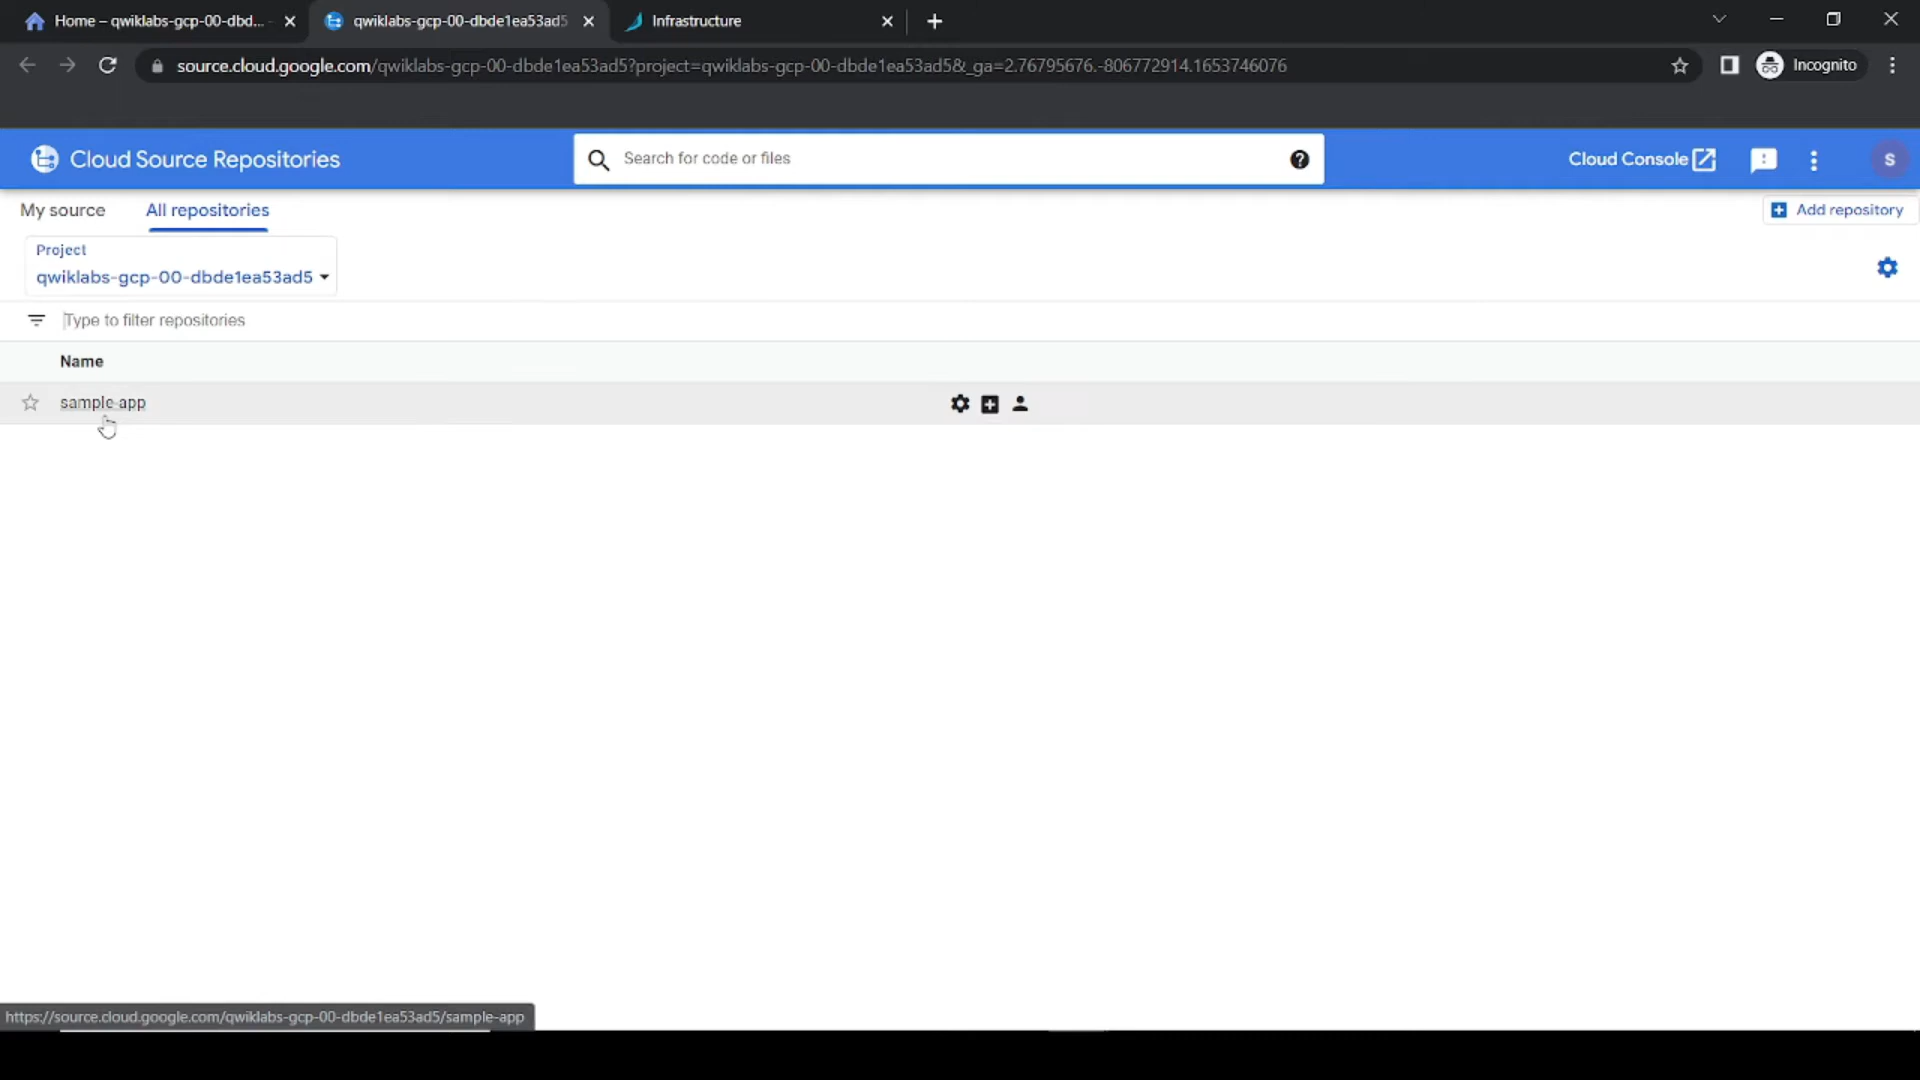 Home – qwiklabs-gcp-00-dbd...
qwiklabs-gcp-00-dbde1ea53ad5
Infrastructure
source.cloud.google.com/qwiklabs-gcp-00-dbde1ea53ad5?project=qwiklabs-gcp-00-dbde1ea53ad5&_ga=2.76795676.-806772914.1653746076
Incognito
Cloud Source Repositories
Search for code or files
Cloud Console
S
My source
All repositories
Add repository
Project
qwiklabs-gcp-00-dbde1ea53ad5
Type to filter repositories
Name
sample-app
https://source.cloud.google.com/qwiklabs-gcp-00-dbde1ea53ad5/sample-app